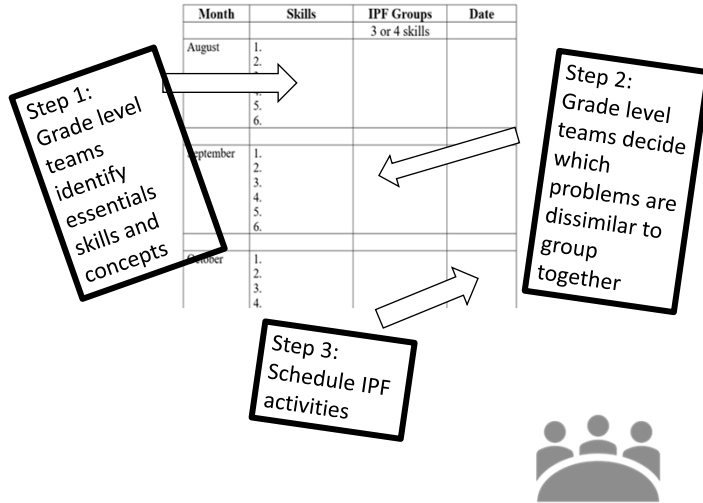 Month Skills IPF Groups Date
3 or 4 skills
August 1.
2.
5.
6.
September 1.
2.
3.
4.
5.
6.
October 1.
2.
3.
4.
Step 1:
Grade level
teams
identify
essentials
skills and
concepts
Step 2:
Grade level
teams decide
which
problems are
dissimilar to
group
together
Step 3:
Schedule IPF
activities